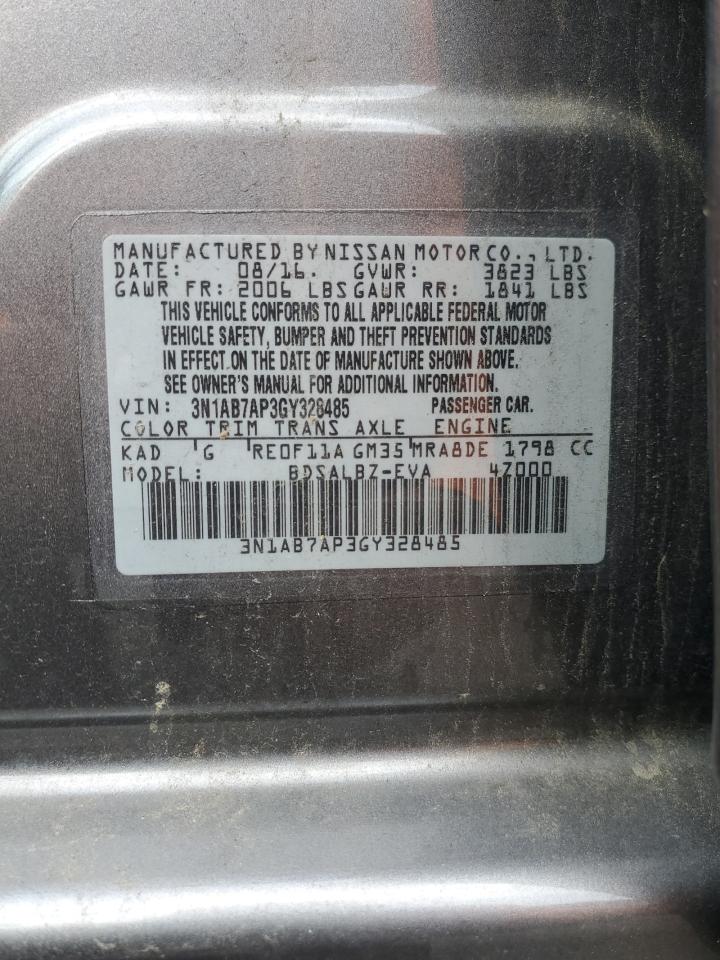 MANUFACTURED BY NISSAN MOTOR CO., LTD.
DATE: 08/16. GVWR: 3823 LBS
GAWR FR: 2006 LBS GAWR RR: 1841 LBS
THIS VEHICLE CONFORMS TO ALL APPLICABLE FEDERAL MOTOR
VEHICLE SAFETY, BUMPER AND THEFT PREVENTION STANDARDS
IN EFFECT ON THE DATE OF MANUFACTURE SHOWN ABOVE.
SEE OWNER'S MANUAL FOR ADDITIONAL INFORMATION.
VIN: 3N1AB7AP3GY328485 PASSENGER CAR.
COLOR TRIM TRANS AXLE ENGINE
KAD G RE0F11A GM35 MRA8DE 1798 CC
MODEL: BDSALBZ-EVA 4Z000
3N1AB7AP3GY328485